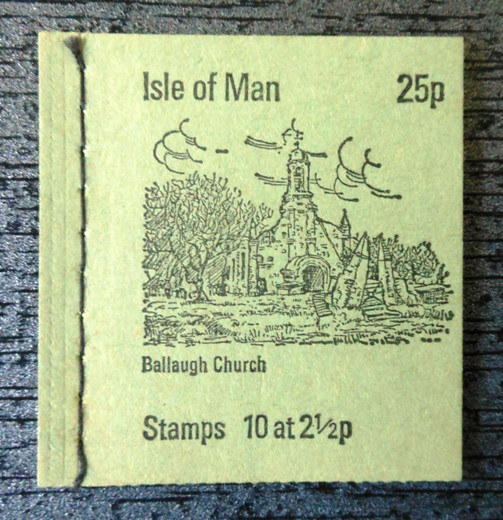 Isle of Man 25p
Ballaugh Church
Stamps 10 at 2½p